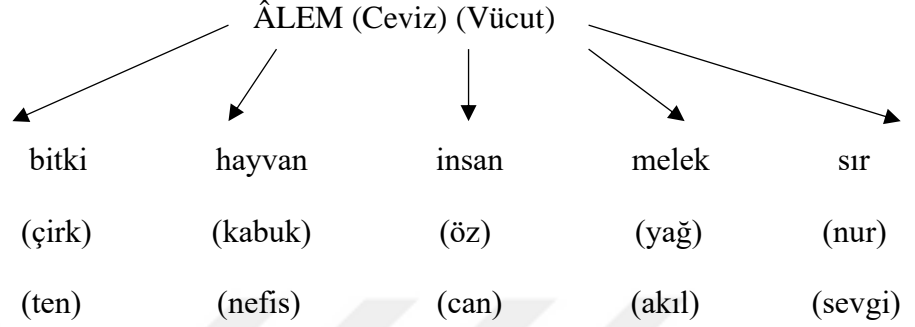 ÂLEM (Ceviz) (Vücut)
bitki hayvan insan melek sır
(çirk) (kabuk) (öz) (yağ) (nur)
(ten) (nefis) (can) (akıl) (sevgi)